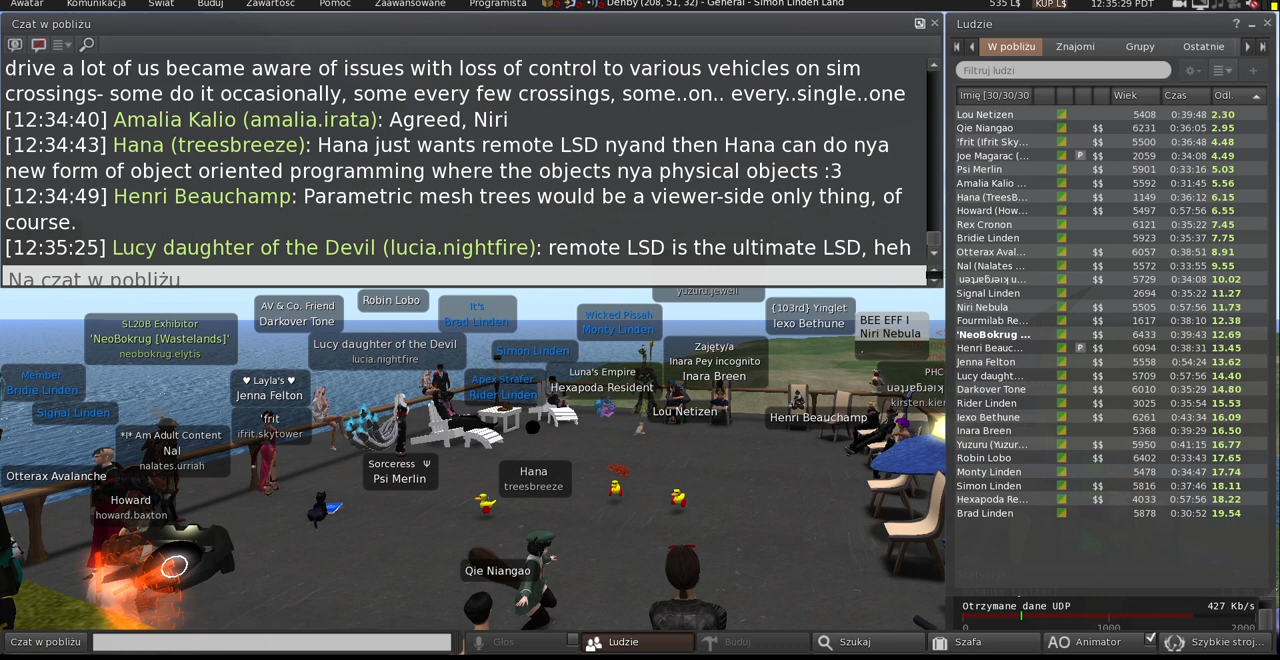 Awatar Komunikacja Świat Buduj Zawartość Pomoc Zaawansowane Programista Denby (208, 51, 32) - General - Simon Linden Land 535 L$ KUP L$ 12:35:29 PDT
Czat w pobliżu
drive a lot of us became aware of issues with loss of control to various vehicles on sim
crossings- some do it occasionally, some every few crossings, some..on.. every..single..one
[12:34:40] Amalia Kalio (amalia.irata): Agreed, Niri
[12:34:43] Hana (treesbreeze): Hana just wants remote LSD nyand then Hana can do nya
new form of object oriented programming where the objects nya physical objects :3
[12:34:49] Henri Beauchamp: Parametric mesh trees would be a viewer-side only thing, of
course.
[12:35:25] Lucy daughter of the Devil (lucia.nightfire): remote LSD is the ultimate LSD, heh
Na czat w pobliżu
Ludzie
W pobliżu Znajomi Grupy Ostatnie
Filtruj ludzi
Imię [30/30/30 Wiek Czas Odl.
Lou Netizen 5408 0:39:48 2.30
Qie Niangao $$ 6231 0:36:05 2.95
'frit (Ifrit Sky... $$ 5500 0:36:48 4.48
Joe Magarac (... P $$ 2059 0:34:08 4.49
Psi Merlin $$ 5901 0:33:16 5.03
Amalia Kalio ... $$ 5592 0:31:45 5.56
Hana (TreesB... $$ 1149 0:36:12 6.15
Howard (How... $$ 5497 0:57:56 6.55
Rex Cronon 6121 0:35:22 7.45
Bridie Linden 5923 0:35:37 7.75
Otterax Aval... $$ 6057 0:38:51 8.91
Nal (Nalates ... $$ 5572 0:33:55 9.55
$$ 5729 0:34:08 10.02
Signal Linden 2694 0:35:22 11.27
Niri Nebula $$ 5505 0:57:56 11.73
Fourmilab Re... $$ 1617 0:38:10 12.38
'NeoBokrug ... $$ 6433 0:39:43 12.69
Henri Beauc... P $$ 6094 0:38:31 13.45
Jenna Felton $$ 5558 0:54:24 13.62
Lucy daught... $$ 5709 0:57:56 14.40
Darkover Tone $$ 6010 0:35:29 14.80
Rider Linden $$ 3025 0:35:54 15.53
Iexo Bethune $$ 6261 0:43:34 16.09
Inara Breen 5368 0:39:29 16.50
Yuzuru (Yuzur... $$ 5950 0:41:15 16.77
Robin Lobo $$ 6402 0:33:43 17.65
Monty Linden 5478 0:34:47 17.74
Simon Linden $$ 5816 0:37:46 18.11
Hexapoda Re... $$ 4033 0:57:56 18.22
Brad Linden 5878 0:30:52 19.54
Otrzymane dane UDP 427 Kb/s
0 1000 2000
yuzuru.jewell
AV & Co. Friend
Darkover Tone
Robin Lobo
It's
Brad Linden
Wicked Pissah
Monty Linden
{103rd} Yinglet
Iexo Bethune
BEE EFF I
Niri Nebula
SL20B Exhibitor
'NeoBokrug [Wastelands]'
neobokrug.elytis
Lucy daughter of the Devil
lucia.nightfire
Simon Linden
Zajęty/a
Inara Pey incognito
Inara Breen
Member
Bridie Linden
♥ Layla's ♥
Jenna Felton
Apex Strafer
Rider Linden
Luna's Empire
Hexapoda Resident
PHO
kirsten.kier
Signal Linden
'frit
ifrit.skytower
Lou Netizen
Henri Beauchamp
*!* Am Adult Content
Nal
nalates.urriah
Otterax Avalanche
Sorceress Ψ
Psi Merlin
Hana
treesbreeze
Howard
howard.baxton
Qie Niangao
Czat w pobliżu Głos Ludzie Buduj Szukaj Szafa AO Animator Szybkie stroj...